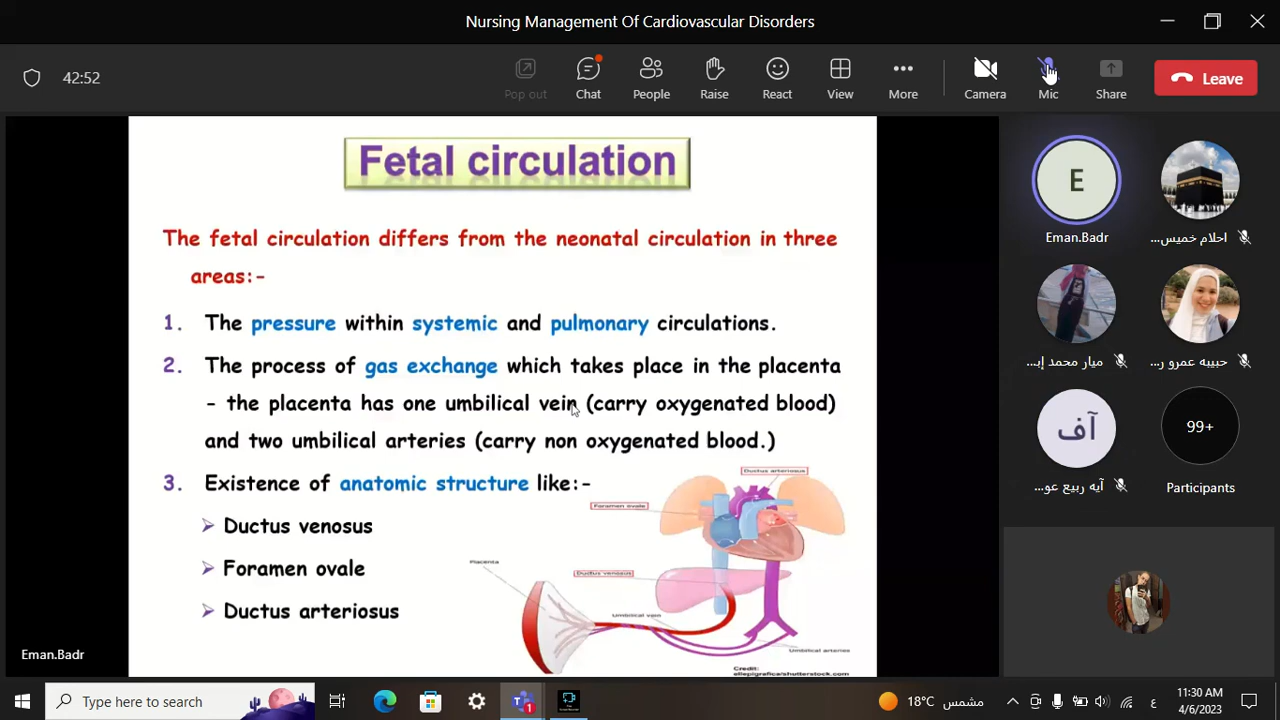 Nursing Management Of Cardiovascular Disorders
42:52
Pop out
Chat
People
Raise
React
View
More
Camera
Mic
Share
Leave
Fetal circulation
The fetal circulation differs from the neonatal circulation in three
areas:-
1. The pressure within systemic and pulmonary circulations.
2. The process of gas exchange which takes place in the placenta
- the placenta has one umbilical vein (carry oxygenated blood)
and two umbilical arteries (carry non oxygenated blood.)
3. Existence of anatomic structure like:-
Ductus venosus
Foramen ovale
Ductus arteriosus
Ductus arteriosus
Foramen ovale
Placenta
Ductus venosus
Umbilical vein
Umbilical arteries
Credit:
ellepigrafica/shutterstock.com
Eman.Badr
E
Eman.Badr
احلام خميس...
ميار محمد إبـ...
حبيبه عمرو ر...
آف
آيه ربيع عو...
99+
Participants
Type here to search
1
18°C مشمس
ع
11:30 AM
4/6/2023